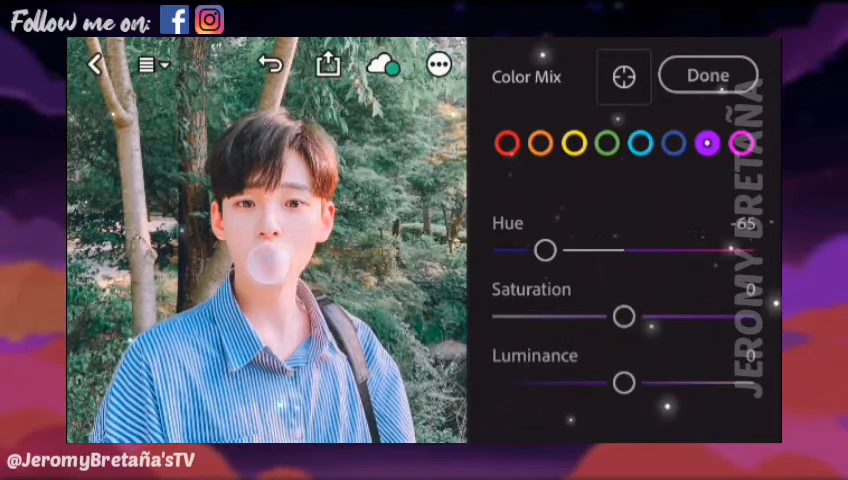 Follow me on:
Color Mix
Done
Hue
-65
Saturation
0
Luminance
0
JEROMY BRETAÑA
@JeromyBretaña'sTV